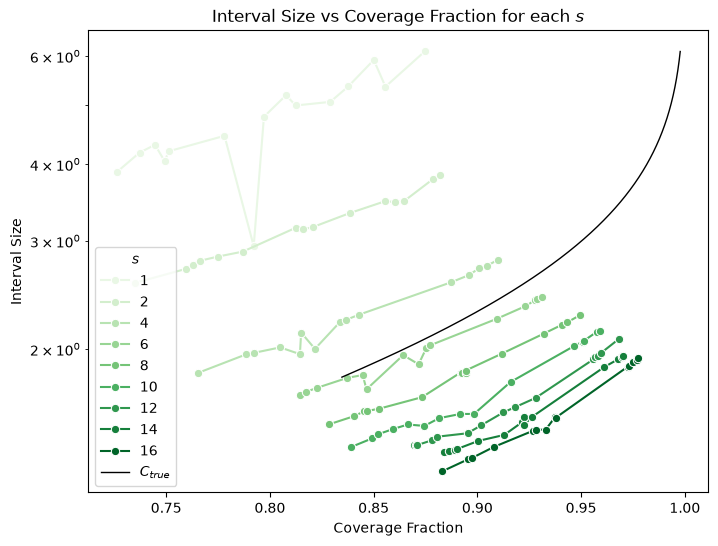 Interval Size vs Coverage Fraction for each s
6 × 10⁰
4 × 10⁰
3 × 10⁰
2 × 10⁰
Interval Size
s
1
2
4
6
8
10
12
14
16
C_true
0.75 0.80 0.85 0.90 0.95 1.00
Coverage Fraction